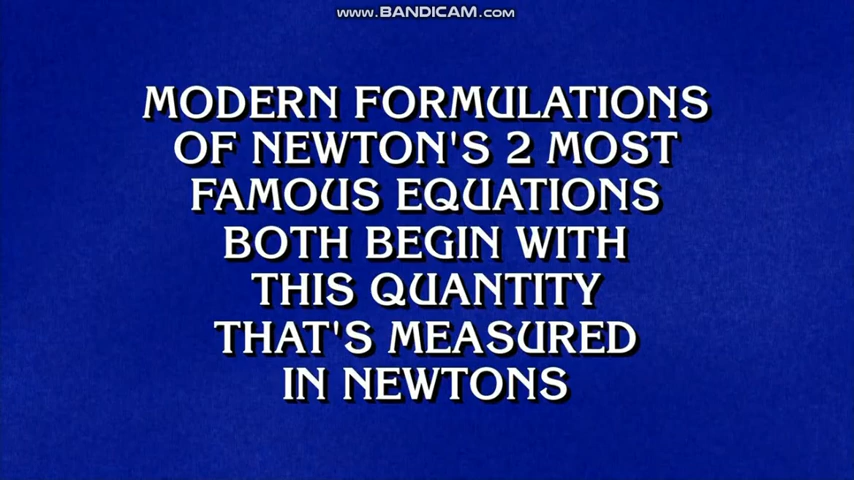 www.BANDICAM.com
MODERN FORMULATIONS
OF NEWTON'S 2 MOST
FAMOUS EQUATIONS
BOTH BEGIN WITH
THIS QUANTITY
THAT'S MEASURED
IN NEWTONS